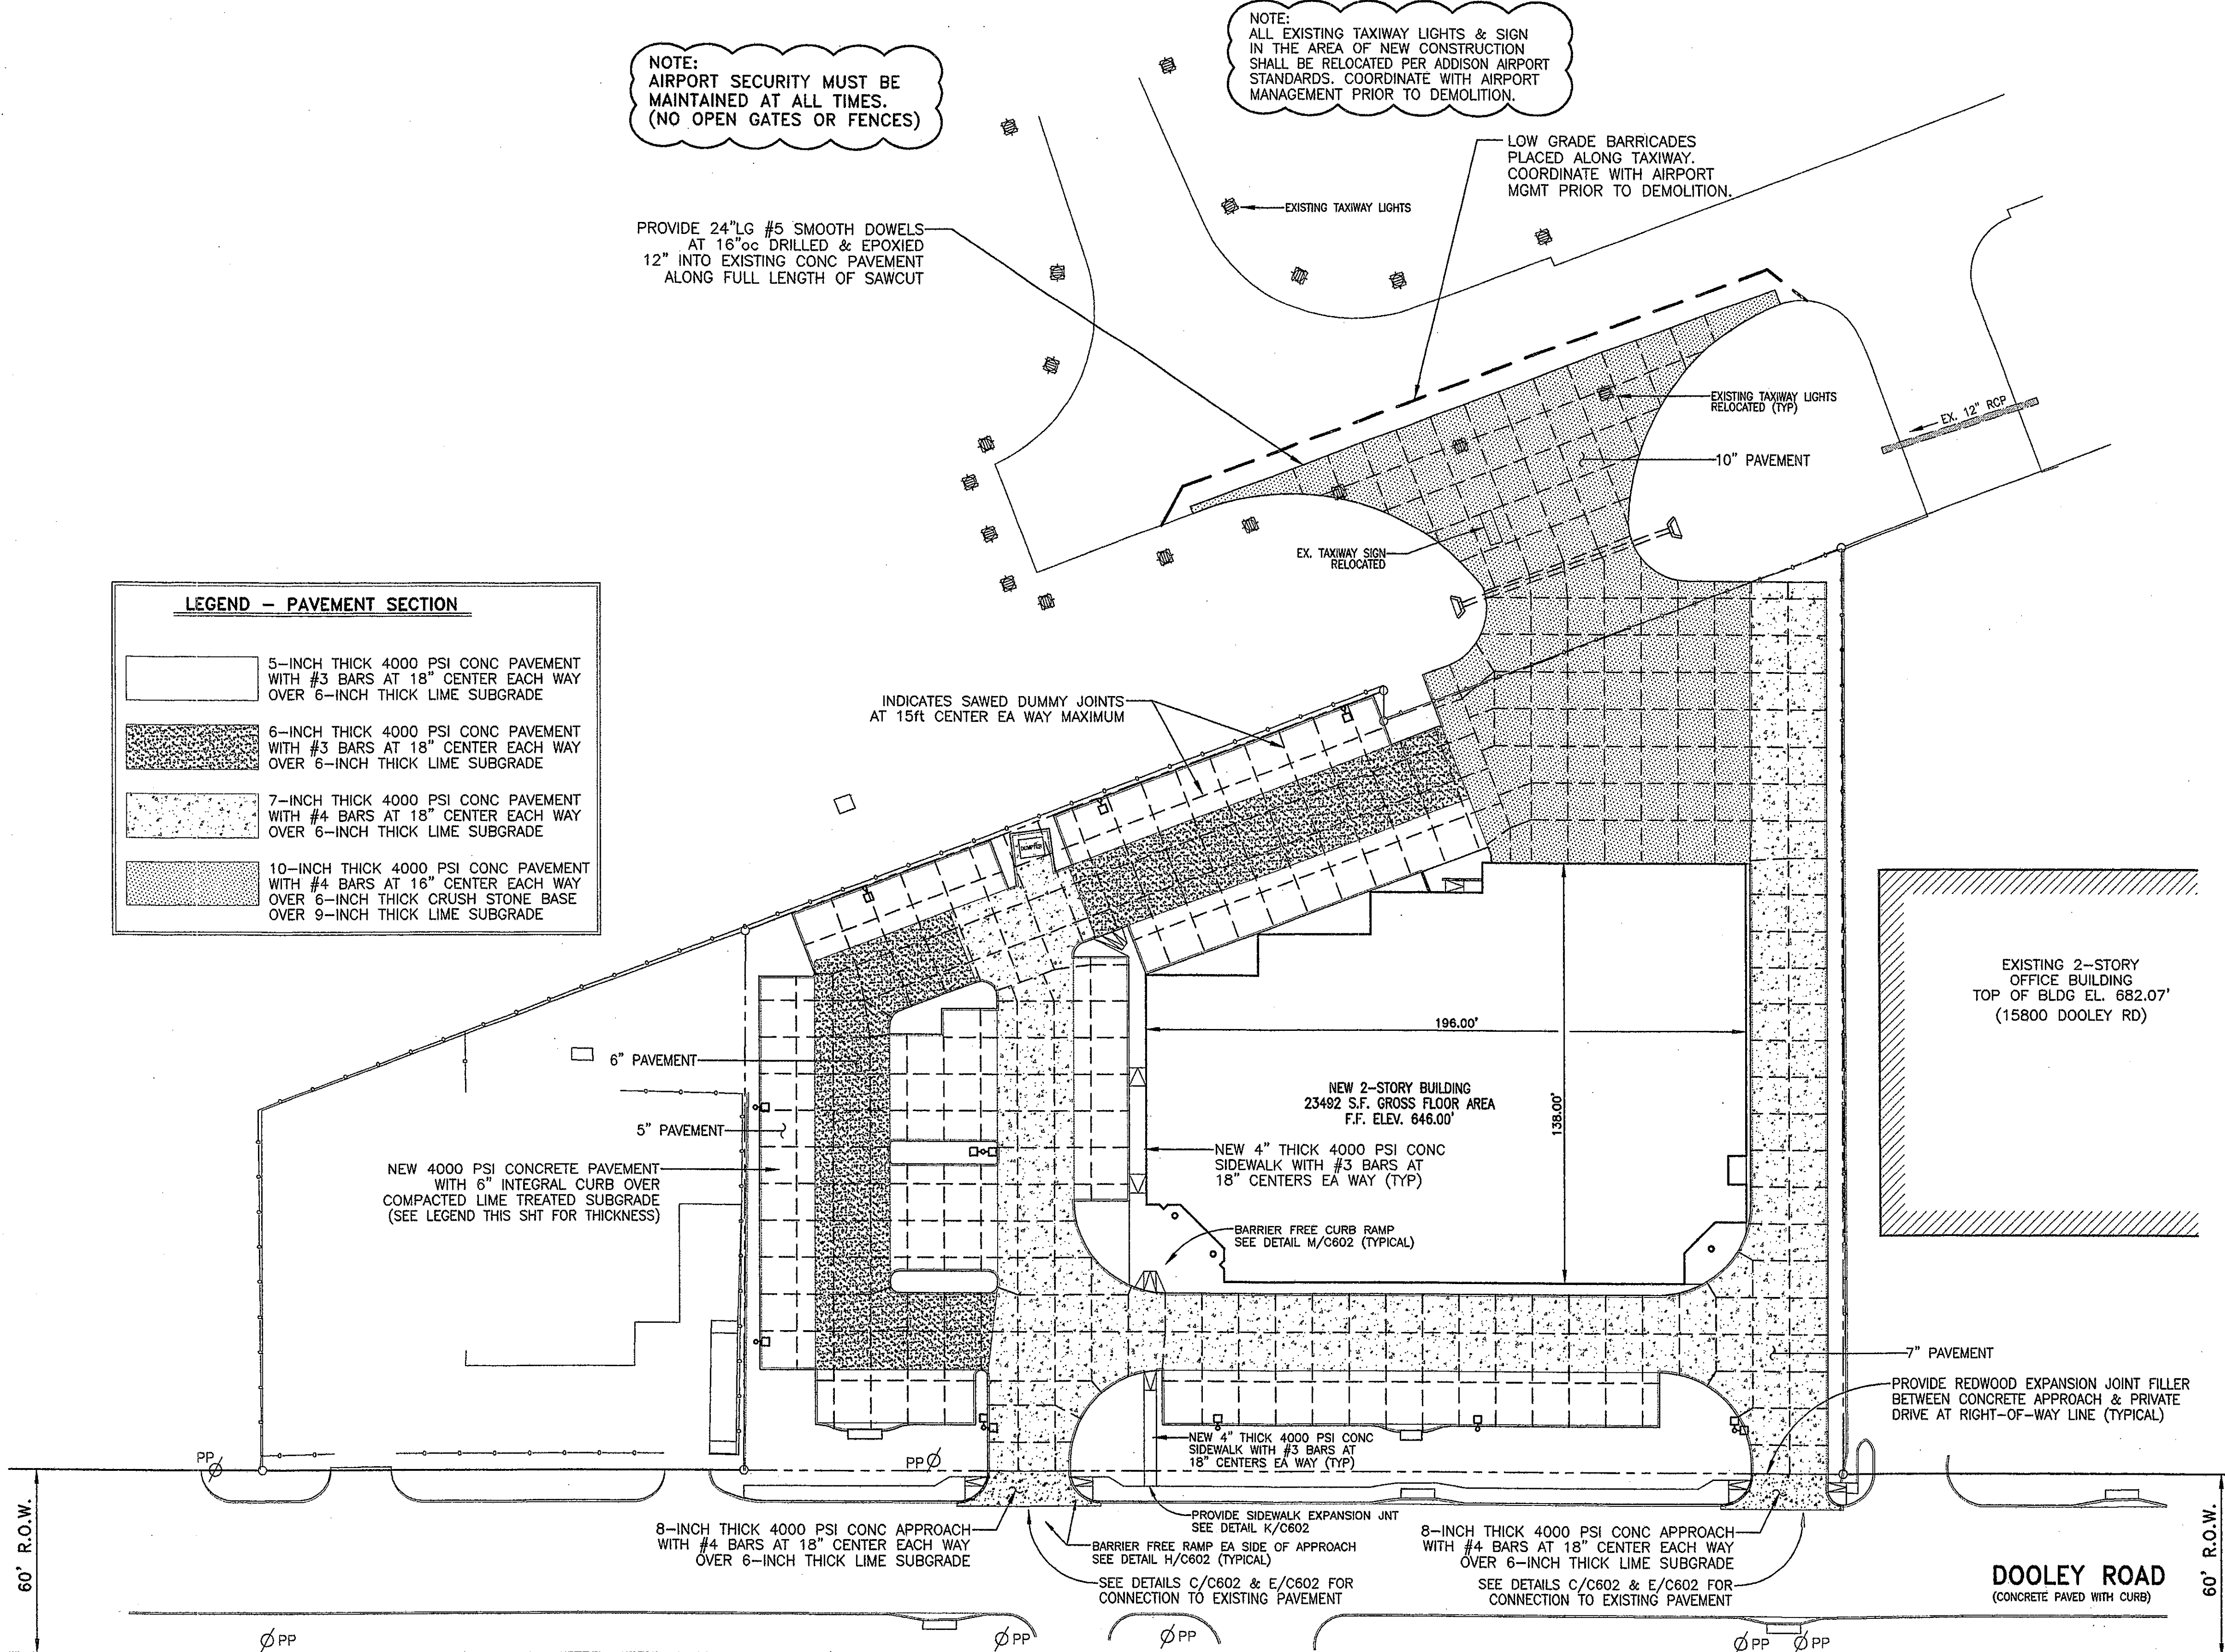 NOTE:
AIRPORT SECURITY MUST BE
MAINTAINED AT ALL TIMES.
(NO OPEN GATES OR FENCES)
NOTE:
ALL EXISTING TAXIWAY LIGHTS & SIGN
IN THE AREA OF NEW CONSTRUCTION
SHALL BE RELOCATED PER ADDISON AIRPORT
STANDARDS. COORDINATE WITH AIRPORT
MANAGEMENT PRIOR TO DEMOLITION.
LOW GRADE BARRICADES
PLACED ALONG TAXIWAY.
COORDINATE WITH AIRPORT
MGMT PRIOR TO DEMOLITION.
EXISTING TAXIWAY LIGHTS
PROVIDE 24"LG #5 SMOOTH DOWELS
AT 16"oc DRILLED & EPOXIED
12" INTO EXISTING CONC PAVEMENT
ALONG FULL LENGTH OF SAWCUT
EXISTING TAXIWAY LIGHTS
RELOCATED (TYP)
EX. 12" RCP
10" PAVEMENT
EX. TAXIWAY SIGN
RELOCATED
LEGEND – PAVEMENT SECTION
5–INCH THICK 4000 PSI CONC PAVEMENT
WITH #3 BARS AT 18" CENTER EACH WAY
OVER 6–INCH THICK LIME SUBGRADE
6–INCH THICK 4000 PSI CONC PAVEMENT
WITH #3 BARS AT 18" CENTER EACH WAY
OVER 6–INCH THICK LIME SUBGRADE
7–INCH THICK 4000 PSI CONC PAVEMENT
WITH #4 BARS AT 18" CENTER EACH WAY
OVER 6–INCH THICK LIME SUBGRADE
10–INCH THICK 4000 PSI CONC PAVEMENT
WITH #4 BARS AT 16" CENTER EACH WAY
OVER 6–INCH THICK CRUSH STONE BASE
OVER 9–INCH THICK LIME SUBGRADE
INDICATES SAWED DUMMY JOINTS
AT 15ft CENTER EA WAY MAXIMUM
EXISTING 2–STORY
OFFICE BUILDING
TOP OF BLDG EL. 682.07'
(15800 DOOLEY RD)
196.00'
138.00'
NEW 2–STORY BUILDING
23492 S.F. GROSS FLOOR AREA
F.F. ELEV. 646.00'
6" PAVEMENT
5" PAVEMENT
NEW 4000 PSI CONCRETE PAVEMENT
WITH 6" INTEGRAL CURB OVER
COMPACTED LIME TREATED SUBGRADE
(SEE LEGEND THIS SHT FOR THICKNESS)
NEW 4" THICK 4000 PSI CONC
SIDEWALK WITH #3 BARS AT
18" CENTERS EA WAY (TYP)
BARRIER FREE CURB RAMP
SEE DETAIL M/C602 (TYPICAL)
7" PAVEMENT
PROVIDE REDWOOD EXPANSION JOINT FILLER
BETWEEN CONCRETE APPROACH & PRIVATE
DRIVE AT RIGHT–OF–WAY LINE (TYPICAL)
NEW 4" THICK 4000 PSI CONC
SIDEWALK WITH #3 BARS AT
18" CENTERS EA WAY (TYP)
PP
PP
PROVIDE SIDEWALK EXPANSION JNT
SEE DETAIL K/C602
8–INCH THICK 4000 PSI CONC APPROACH
WITH #4 BARS AT 18" CENTER EACH WAY
OVER 6–INCH THICK LIME SUBGRADE
BARRIER FREE RAMP EA SIDE OF APPROACH
SEE DETAIL H/C602 (TYPICAL)
SEE DETAILS C/C602 & E/C602 FOR
CONNECTION TO EXISTING PAVEMENT
8–INCH THICK 4000 PSI CONC APPROACH
WITH #4 BARS AT 18" CENTER EACH WAY
OVER 6–INCH THICK LIME SUBGRADE
SEE DETAILS C/C602 & E/C602 FOR
CONNECTION TO EXISTING PAVEMENT
DOOLEY ROAD
(CONCRETE PAVED WITH CURB)
60' R.O.W.
60' R.O.W.
PP
PP
PP
PP
PP